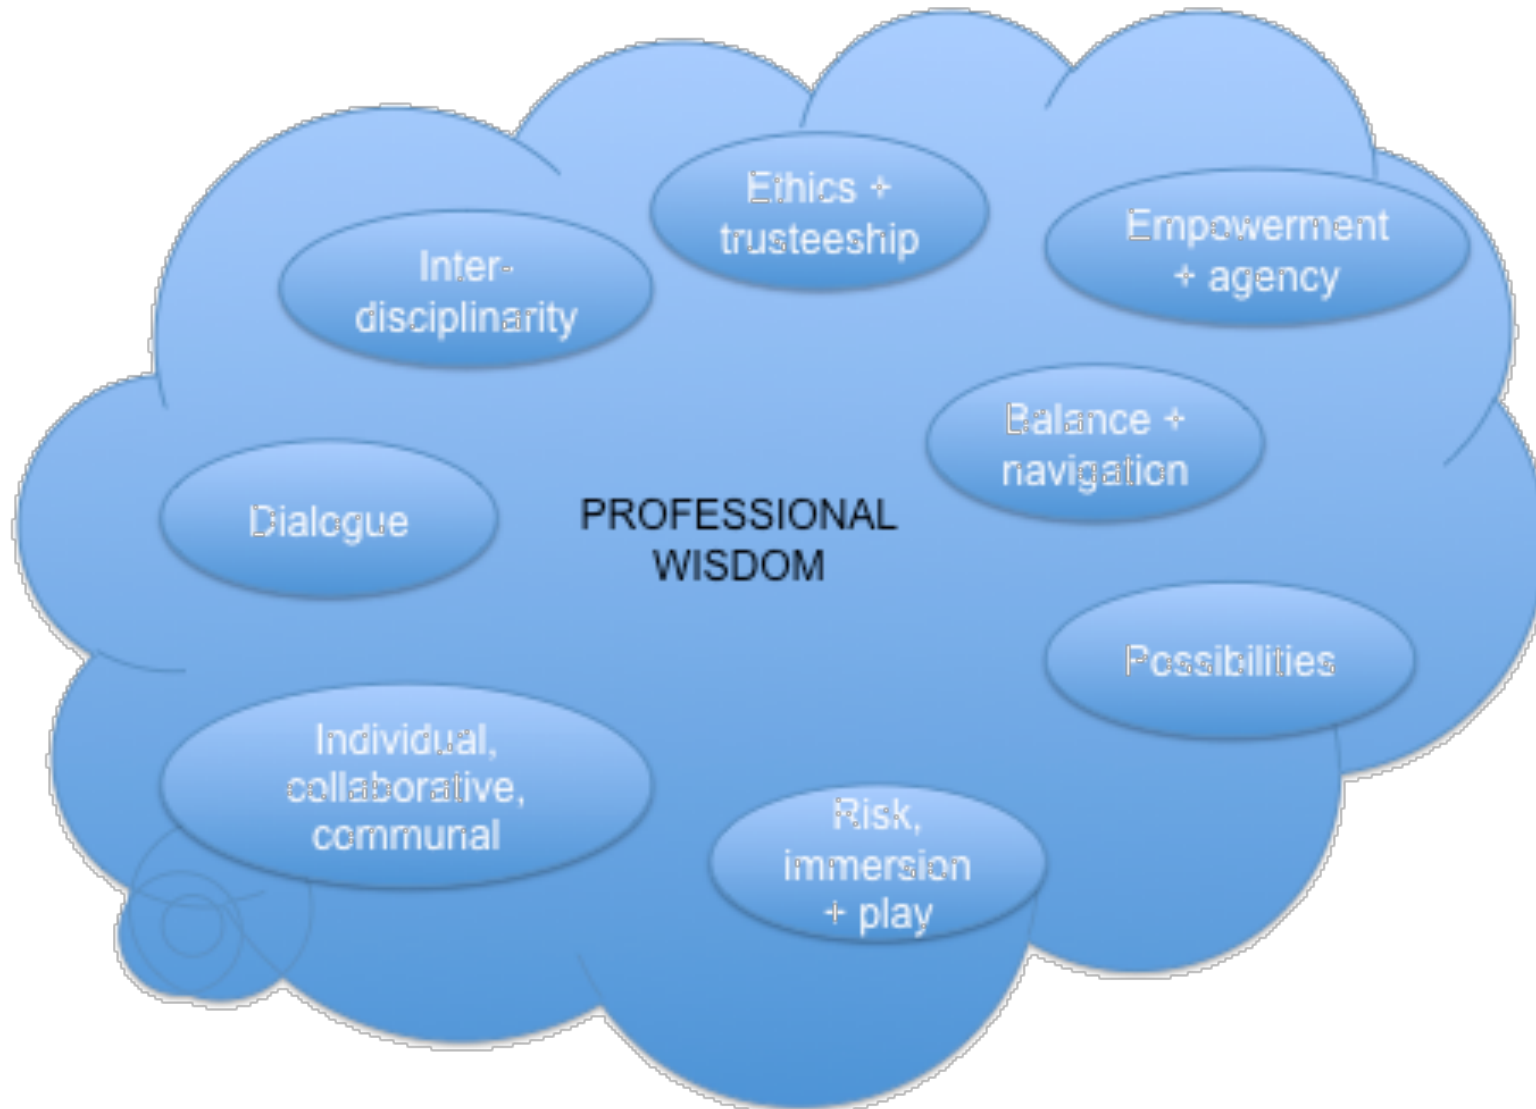 Ethics +
trusteeship
Empowerment
+ agency
Inter-
disciplinarity
Balance +
navigation
Dialogue
PROFESSIONAL
WISDOM
Possibilities
Individual,
collaborative,
communal
Risk,
immersion
+ play